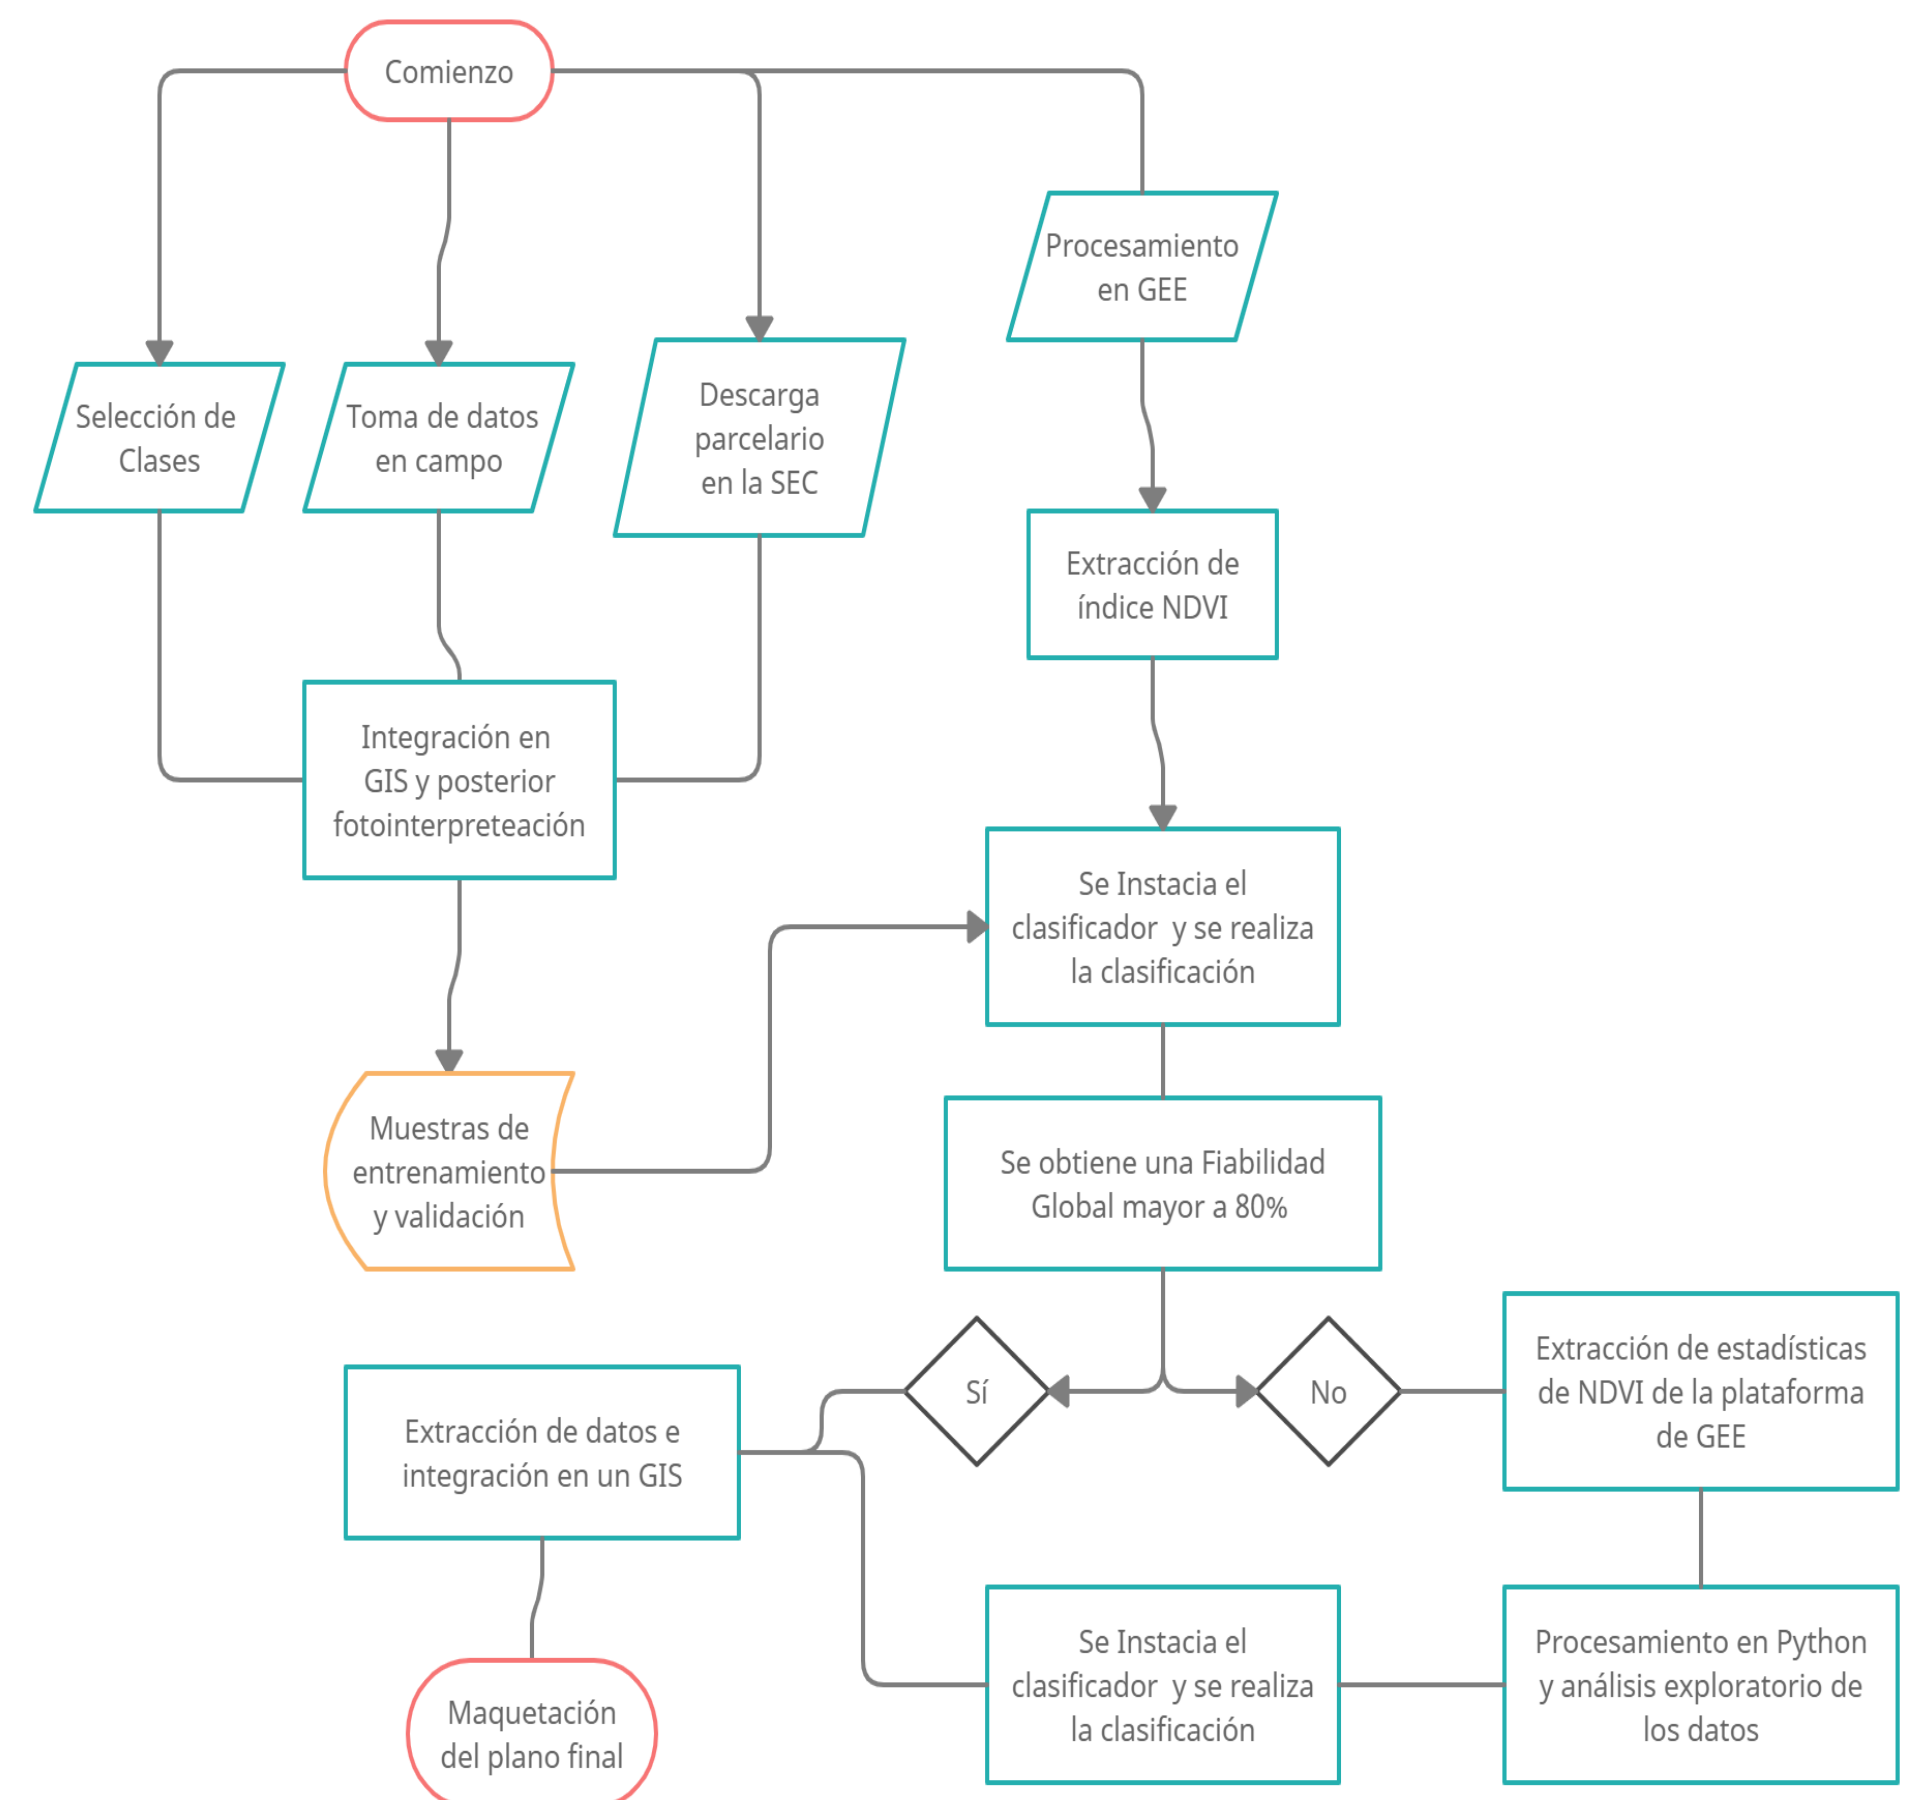 Comienzo
Procesamiento
en GEE
Selección de
Clases
Toma de datos
en campo
Descarga
parcelario
en la SEC
Extracción de
índice NDVI
Integración en
GIS y posterior
fotointerpreteación
Se Instacia el
clasificador y se realiza
la clasificación
Muestras de
entrenamiento
y validación
Se obtiene una Fiabilidad
Global mayor a 80%
Sí
No
Extracción de estadísticas
de NDVI de la plataforma
de GEE
Extracción de datos e
integración en un GIS
Se Instacia el
clasificador y se realiza
la clasificación
Procesamiento en Python
y análisis exploratorio de
los datos
Maquetación
del plano final